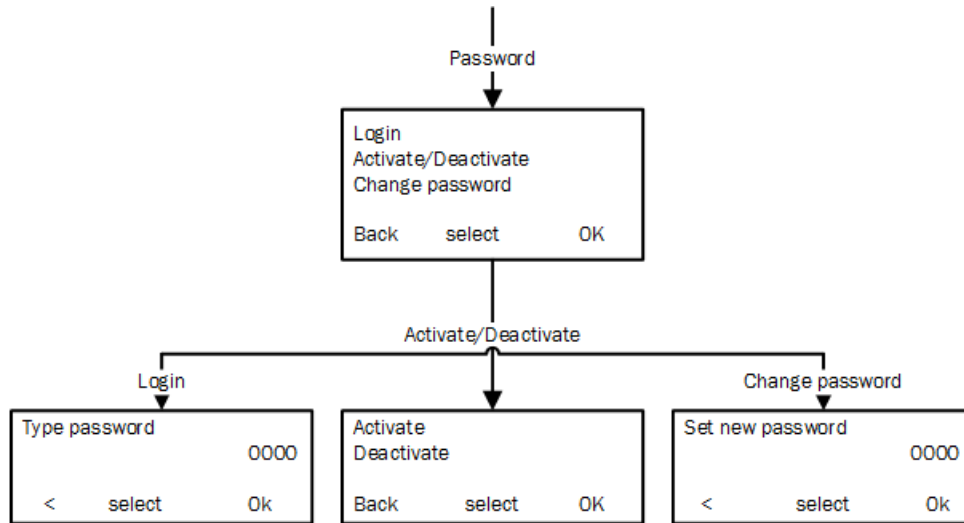 Password
Login
Activate/Deactivate
Change password
Back select OK
Activate/Deactivate
Login
Change password
Type password
0000
< select Ok
Activate
Deactivate
Back select OK
Set new password
0000
< select Ok